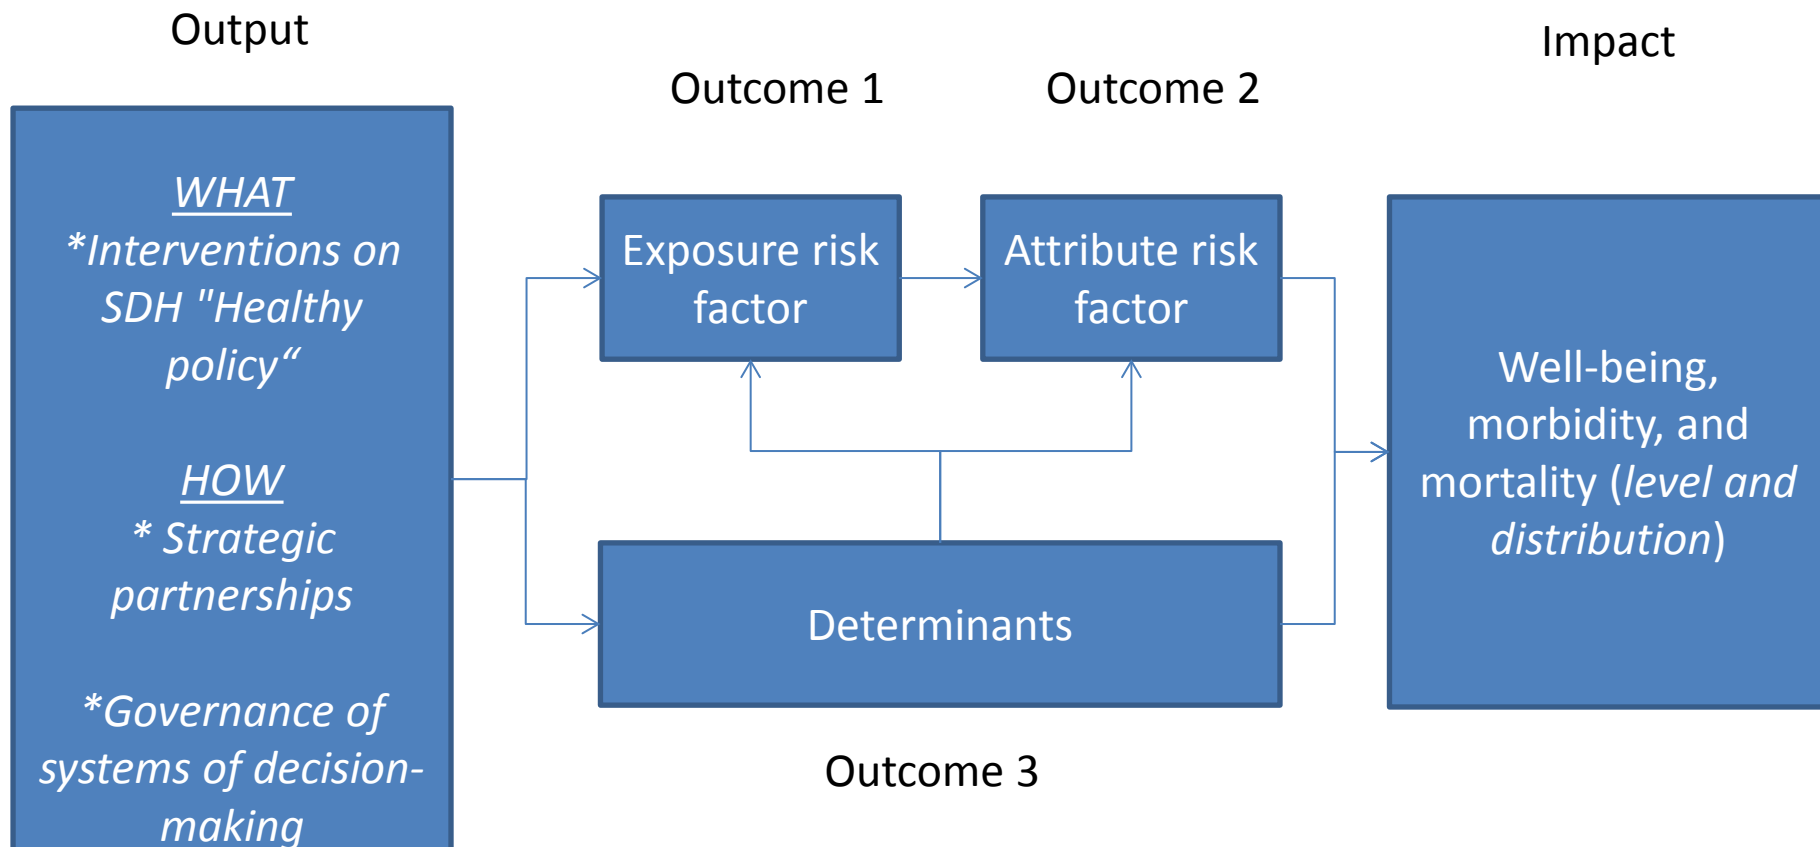 Output
Impact
Outcome 1
Outcome 2
WHAT
*Interventions on
SDH "Healthy
policy“
HOW
* Strategic
partnerships
*Governance of
systems of decision-
making
Exposure risk
factor
Attribute risk
factor
Determinants
Outcome 3
Well-being,
morbidity, and
mortality (level and
distribution)